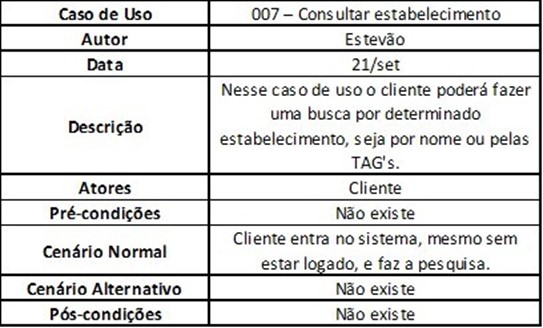 Caso de Uso 007 – Consultar estabelecimento
Autor Estevão
Data 21/set
Descrição
Nesse caso de uso o cliente poderá fazer
uma busca por determinado
estabelecimento, seja por nome ou pelas
TAG's.
Atores Cliente
Pré-condições Não existe
Cenário Normal
Cliente entra no sistema, mesmo sem
estar logado, e faz a pesquisa.
Cenário Alternativo Não existe
Pós-condições Não existe